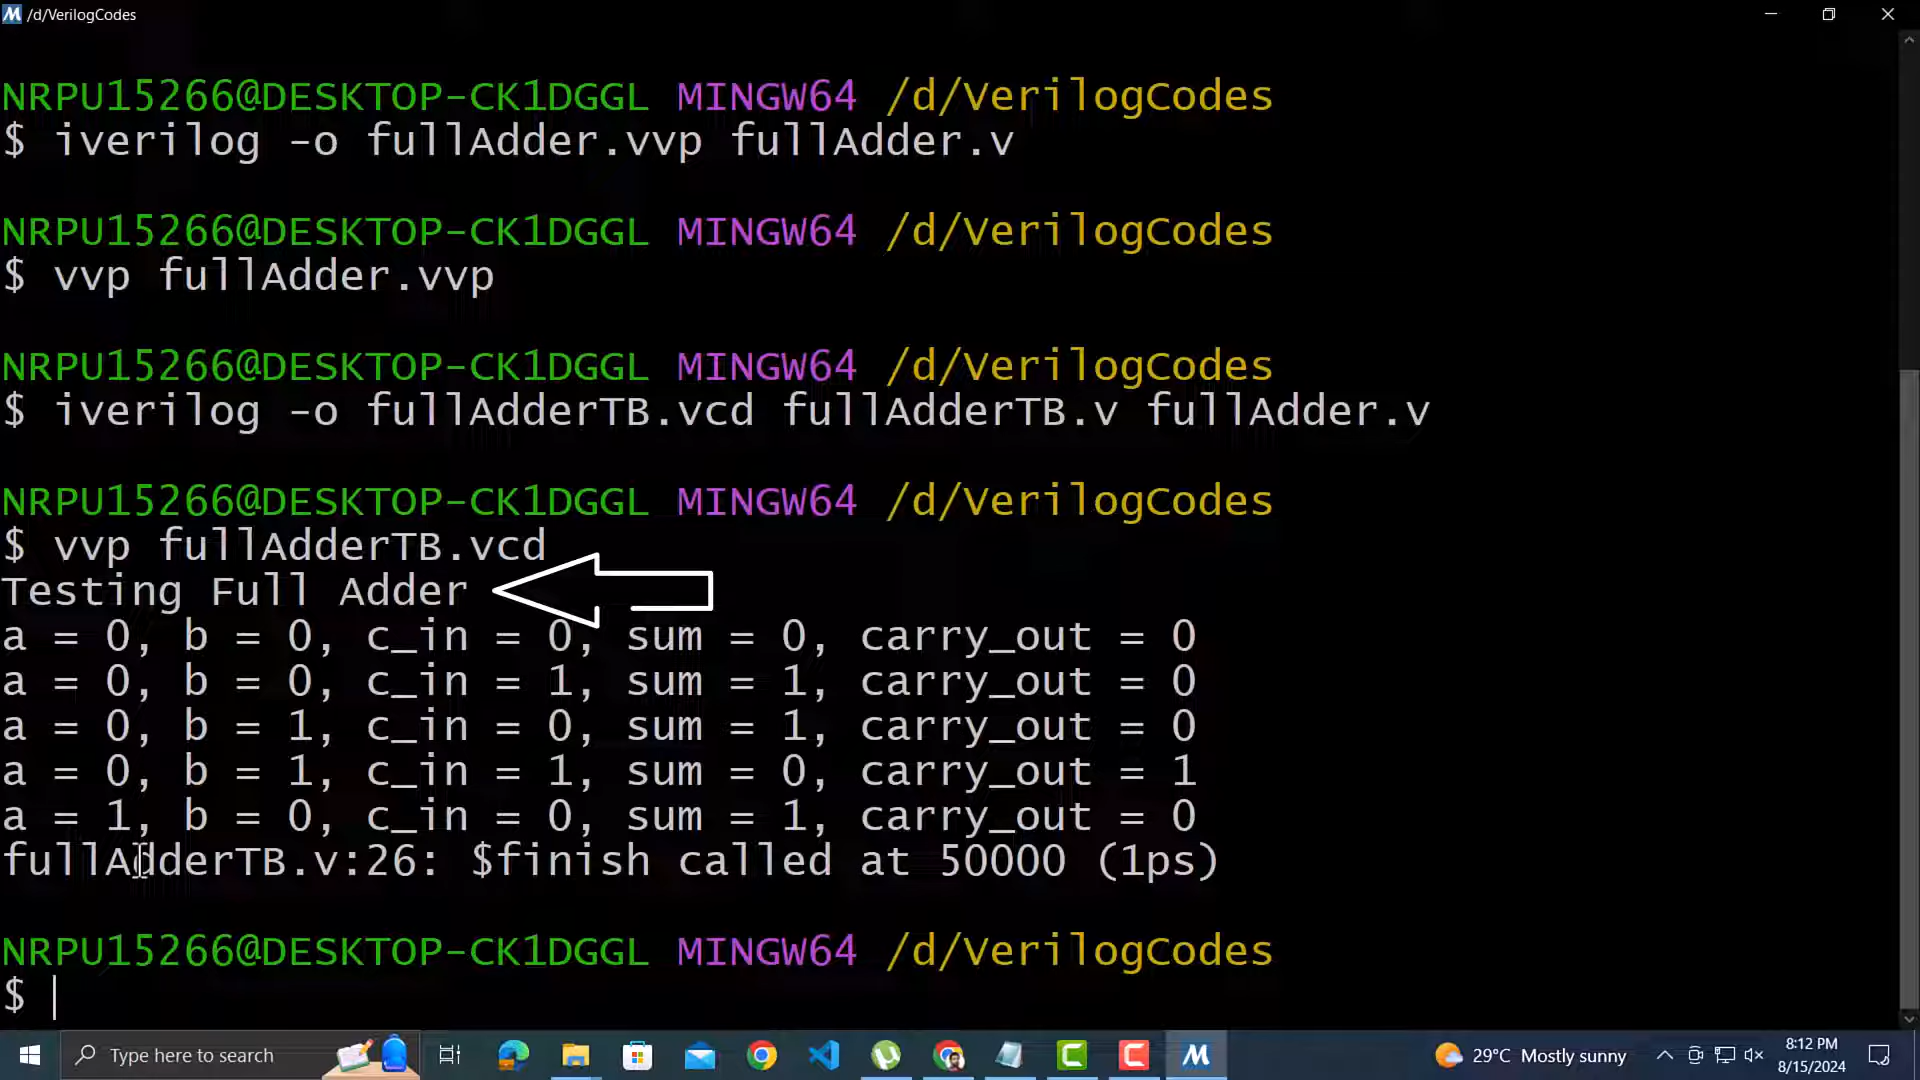 /d/VerilogCodes
NRPU15266@DESKTOP-CK1DGGL MINGW64 /d/VerilogCodes
$ iverilog -o fullAdder.vvp fullAdder.v
NRPU15266@DESKTOP-CK1DGGL MINGW64 /d/VerilogCodes
$ vvp fullAdder.vvp
NRPU15266@DESKTOP-CK1DGGL MINGW64 /d/VerilogCodes
$ iverilog -o fullAdderTB.vcd fullAdderTB.v fullAdder.v
NRPU15266@DESKTOP-CK1DGGL MINGW64 /d/VerilogCodes
$ vvp fullAdderTB.vcd
Testing Full Adder
a = 0, b = 0, c_in = 0, sum = 0, carry_out = 0
a = 0, b = 0, c_in = 1, sum = 1, carry_out = 0
a = 0, b = 1, c_in = 0, sum = 1, carry_out = 0
a = 0, b = 1, c_in = 1, sum = 0, carry_out = 1
a = 1, b = 0, c_in = 0, sum = 1, carry_out = 0
fullAdderTB.v:26: $finish called at 50000 (1ps)
NRPU15266@DESKTOP-CK1DGGL MINGW64 /d/VerilogCodes
$
Type here to search
29°C Mostly sunny
8:12 PM
8/15/2024